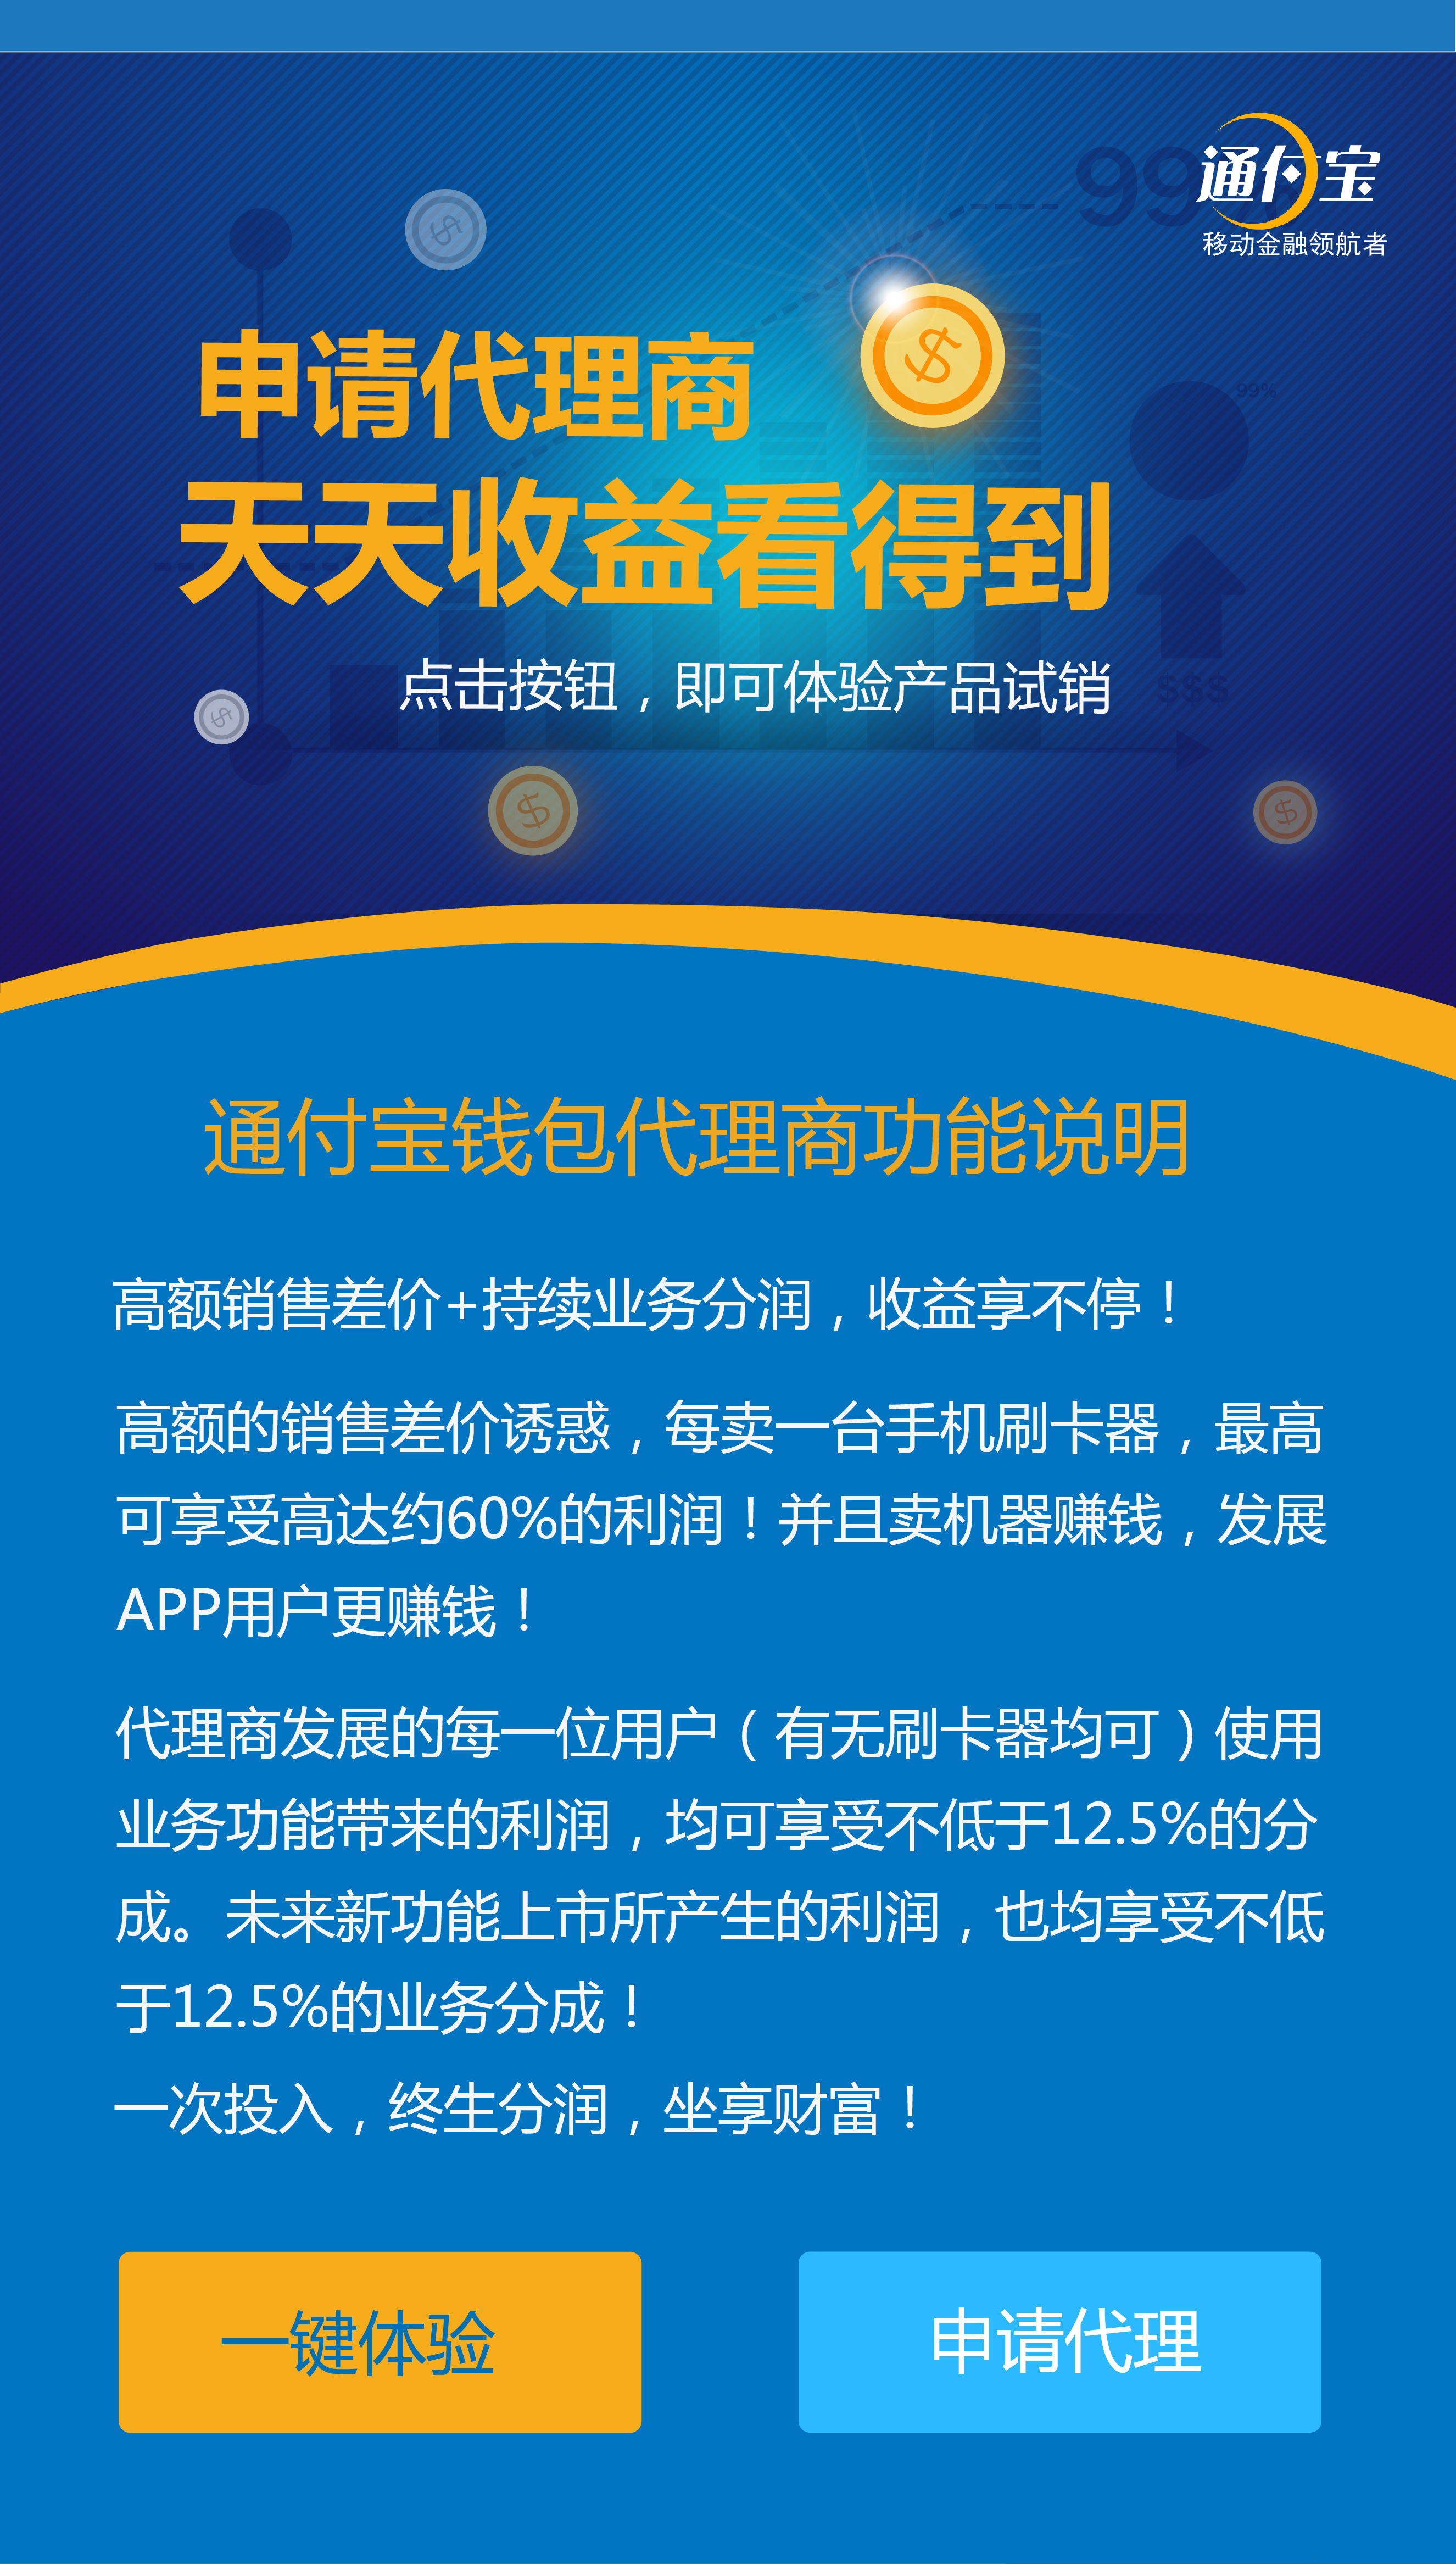 通付宝
移动金融领航者
申请代理商
99%
天天收益看得到
点击按钮，即可体验产品试销
$$$
通付宝钱包代理商功能说明
高额销售差价+持续业务分润，收益享不停！
高额的销售差价诱惑，每卖一台手机刷卡器，最高
可享受高达约60%的利润！并且卖机器赚钱，发展
APP用户更赚钱！
代理商发展的每一位用户（有无刷卡器均可）使用
业务功能带来的利润，均可享受不低于12.5%的分
成。未来新功能上市所产生的利润，也均享受不低
于12.5%的业务分成！
一次投入，终生分润，坐享财富！
一键体验
申请代理